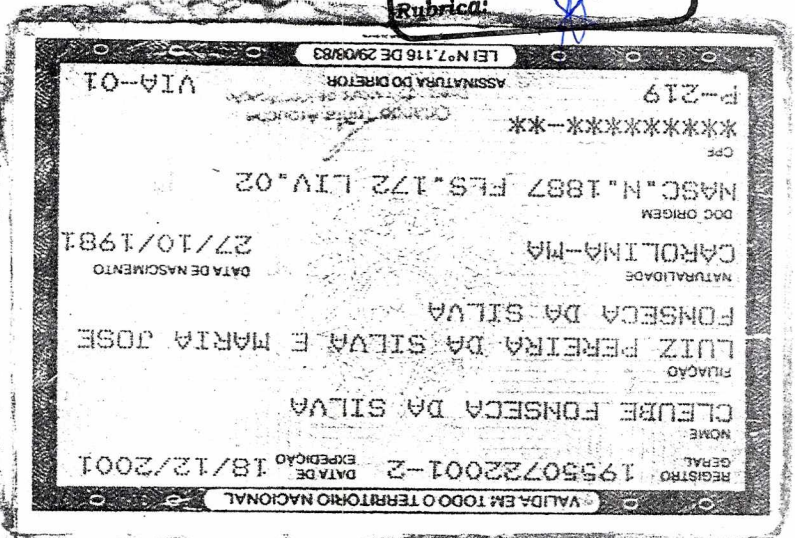 Rubrica:
VALIDA EM TODO O TERRITÓRIO NACIONAL
REGISTRO GERAL 19550722001-2 DATA DE EXPEDIÇÃO 18/12/2001
NOME
CLEUBE FONSECA DA SILVA
FILIAÇÃO
LUIZ PEREIRA DA SILVA E MARIA JOSE
FONSECA DA SILVA
NATURALIDADE DATA DE NASCIMENTO
CAROLINA-MA 27/10/1981
DOC ORIGEM
NASC.N.1887 FLS.172 LIV.02
CPF
*********-**
P-219 VIA-01
ASSINATURA DO DIRETOR
LEI Nº7.116 DE 29/08/83